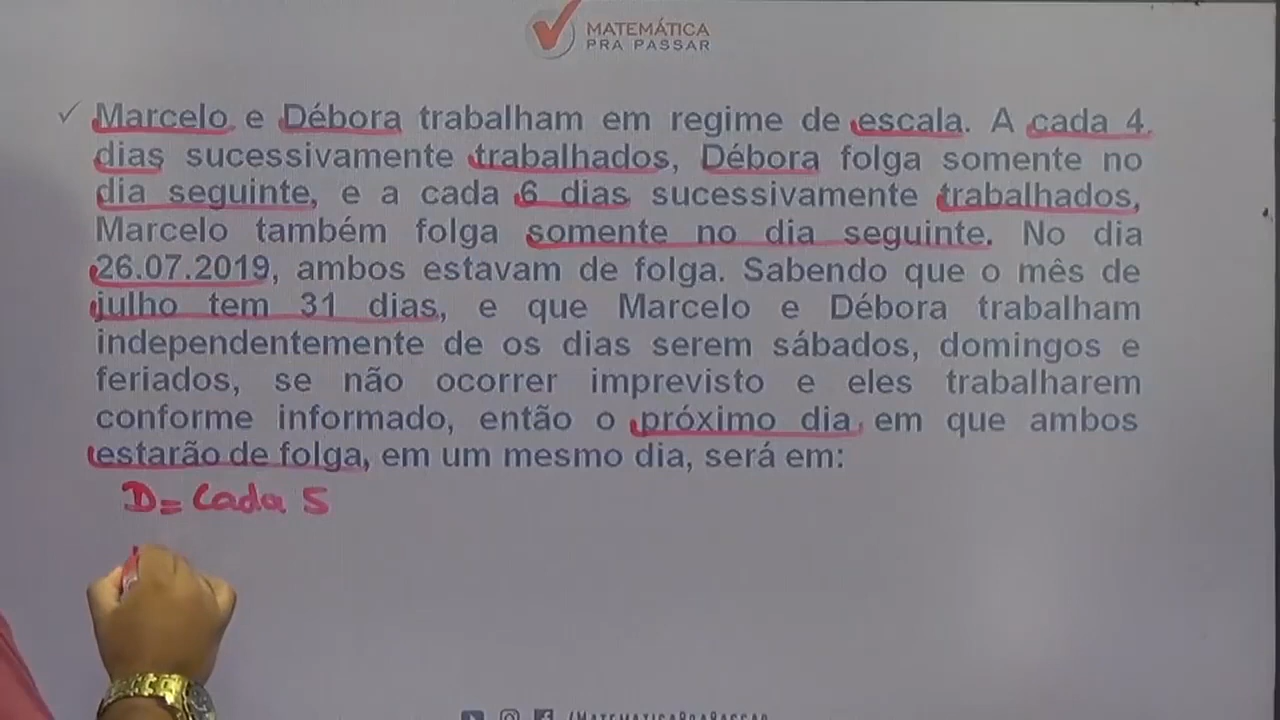 MATEMÁTICA
PRA PASSAR
✓ Marcelo e Débora trabalham em regime de escala. A cada 4
dias sucessivamente trabalhados, Débora folga somente no
dia seguinte, e a cada 6 dias sucessivamente trabalhados,
Marcelo também folga somente no dia seguinte. No dia
26.07.2019, ambos estavam de folga. Sabendo que o mês de
julho tem 31 dias, e que Marcelo e Débora trabalham
independentemente de os dias serem sábados, domingos e
feriados, se não ocorrer imprevisto e eles trabalharem
conforme informado, então o próximo dia em que ambos
estarão de folga, em um mesmo dia, será em:
D = Cada 5
/MATEMATICAPRAPASSAR